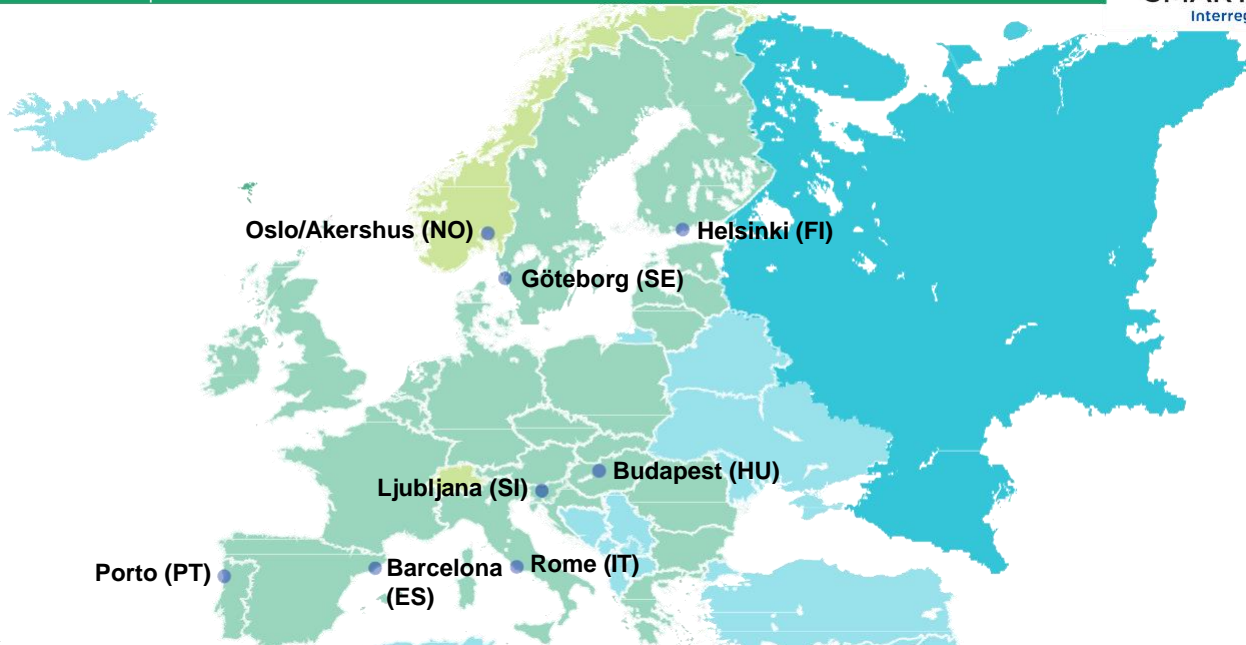 Interreg
Oslo/Akershus (NO)
Helsinki (FI)
Göteborg (SE)
Budapest (HU)
Ljubljana (SI)
Porto (PT)
Barcelona
(ES)
Rome (IT)